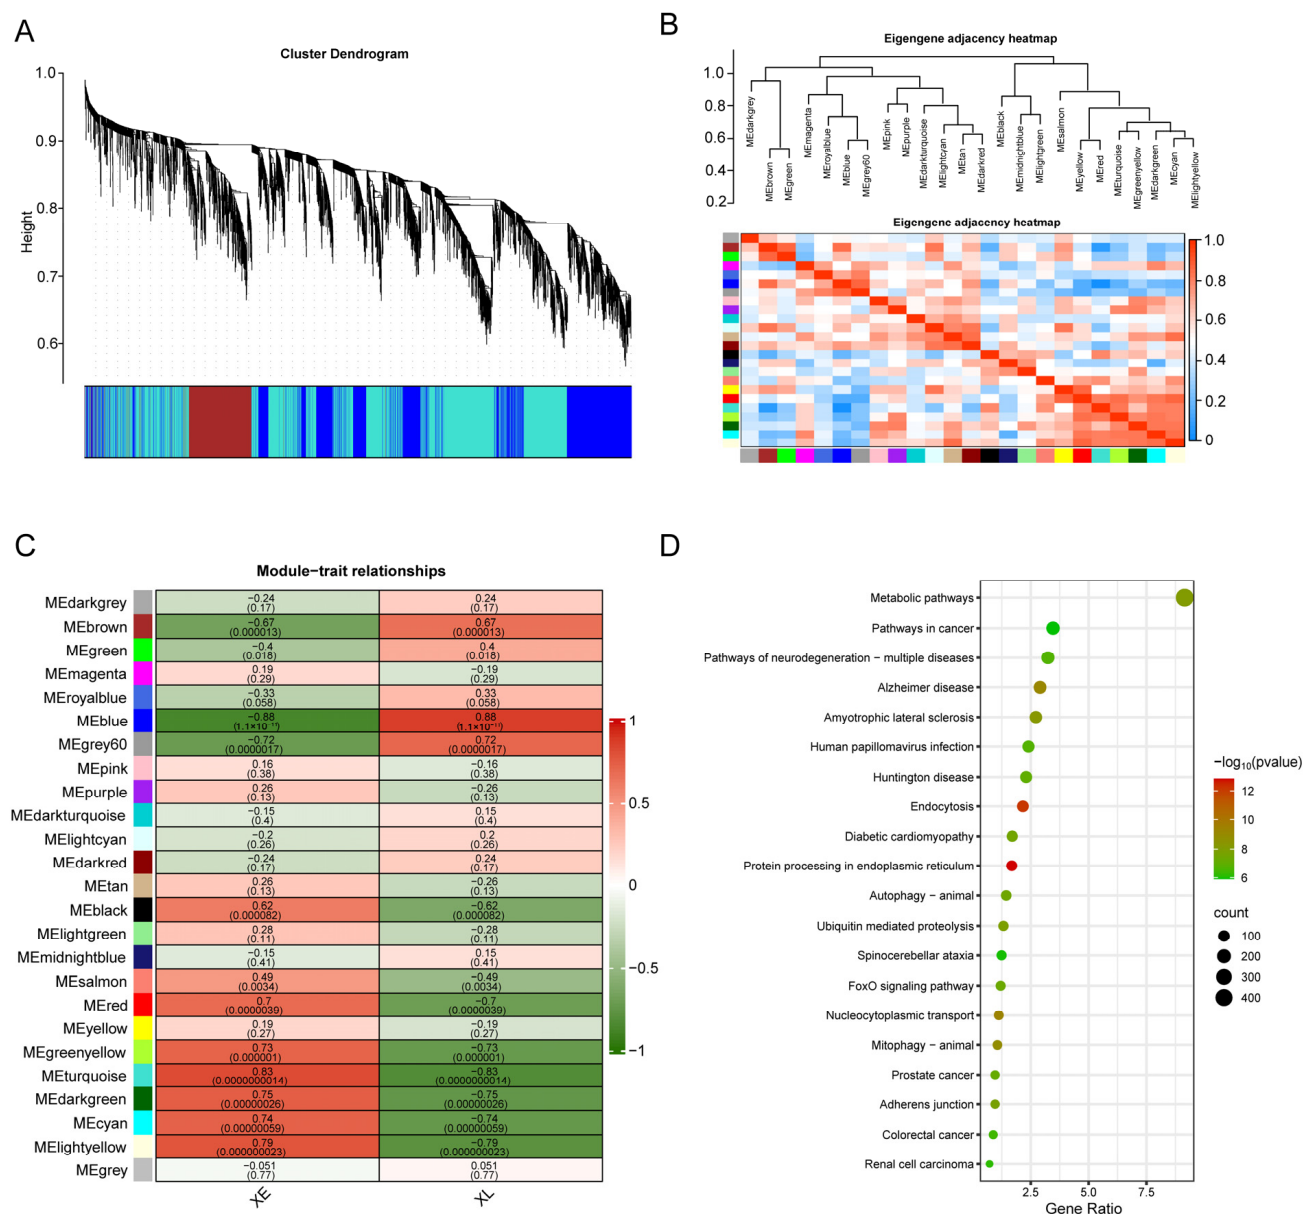 A
Cluster Dendrogram
Height
1.0
0.9
0.8
0.7
0.6
B
Eigengene adjacency heatmap
1.0
0.8
0.6
0.4
0.2
MEdarkgrey
MEbrown
MEgreen
MEmagenta
MEroyalblue
MEblue
MEgrey60
MEpink
MEpurple
MEdarkturquoise
MElightcyan
MEtan
MEdarkred
MEblack
MEmidnightblue
MElightgreen
MEsalmon
MEyellow
MEred
MEturquoise
MEgreenyellow
MEdarkgreen
MEcyan
MElightyellow
Eigengene adjacency heatmap
1.0
0.8
0.6
0.4
0.2
0
C
Module−trait relationships
MEdarkgrey −0.24 0.24
(0.17) (0.17)
MEbrown −0.67 0.67
(0.000013) (0.000013)
MEgreen −0.4 0.4
(0.018) (0.018)
MEmagenta 0.19 −0.19
(0.29) (0.29)
MEroyalblue −0.33 0.33
(0.058) (0.058)
MEblue −0.88 0.88
(1.1×10⁻¹¹) (1.1×10⁻¹¹)
MEgrey60 −0.72 0.72
(0.0000017) (0.0000017)
MEpink 0.16 −0.16
(0.38) (0.38)
MEpurple 0.26 −0.26
(0.13) (0.13)
MEdarkturquoise −0.15 0.15
(0.4) (0.4)
MElightcyan −0.2 0.2
(0.26) (0.26)
MEdarkred −0.24 0.24
(0.17) (0.17)
MEtan 0.26 −0.26
(0.13) (0.13)
MEblack 0.62 −0.62
(0.000082) (0.000082)
MElightgreen 0.28 −0.28
(0.11) (0.11)
MEmidnightblue −0.15 0.15
(0.41) (0.41)
MEsalmon 0.49 −0.49
(0.0034) (0.0034)
MEred 0.7 −0.7
(0.0000039) (0.0000039)
MEyellow 0.19 −0.19
(0.27) (0.27)
MEgreenyellow 0.73 −0.73
(0.000001) (0.000001)
MEturquoise 0.83 −0.83
(0.0000000014) (0.0000000014)
MEdarkgreen 0.75 −0.75
(0.00000026) (0.00000026)
MEcyan 0.74 −0.74
(0.00000059) (0.00000059)
MElightyellow 0.79 −0.79
(0.000000023) (0.000000023)
MEgrey −0.051 0.051
(0.77) (0.77)
XE XL
1
0.5
0
−0.5
−1
D
Metabolic pathways
Pathways in cancer
Pathways of neurodegeneration − multiple diseases
Alzheimer disease
Amyotrophic lateral sclerosis
Human papillomavirus infection
Huntington disease
Endocytosis
Diabetic cardiomyopathy
Protein processing in endoplasmic reticulum
Autophagy − animal
Ubiquitin mediated proteolysis
Spinocerebellar ataxia
FoxO signaling pathway
Nucleocytoplasmic transport
Mitophagy − animal
Prostate cancer
Adherens junction
Colorectal cancer
Renal cell carcinoma
2.5 5.0 7.5
Gene Ratio
−log₁₀(pvalue)
12
10
8
6
count
100
200
300
400